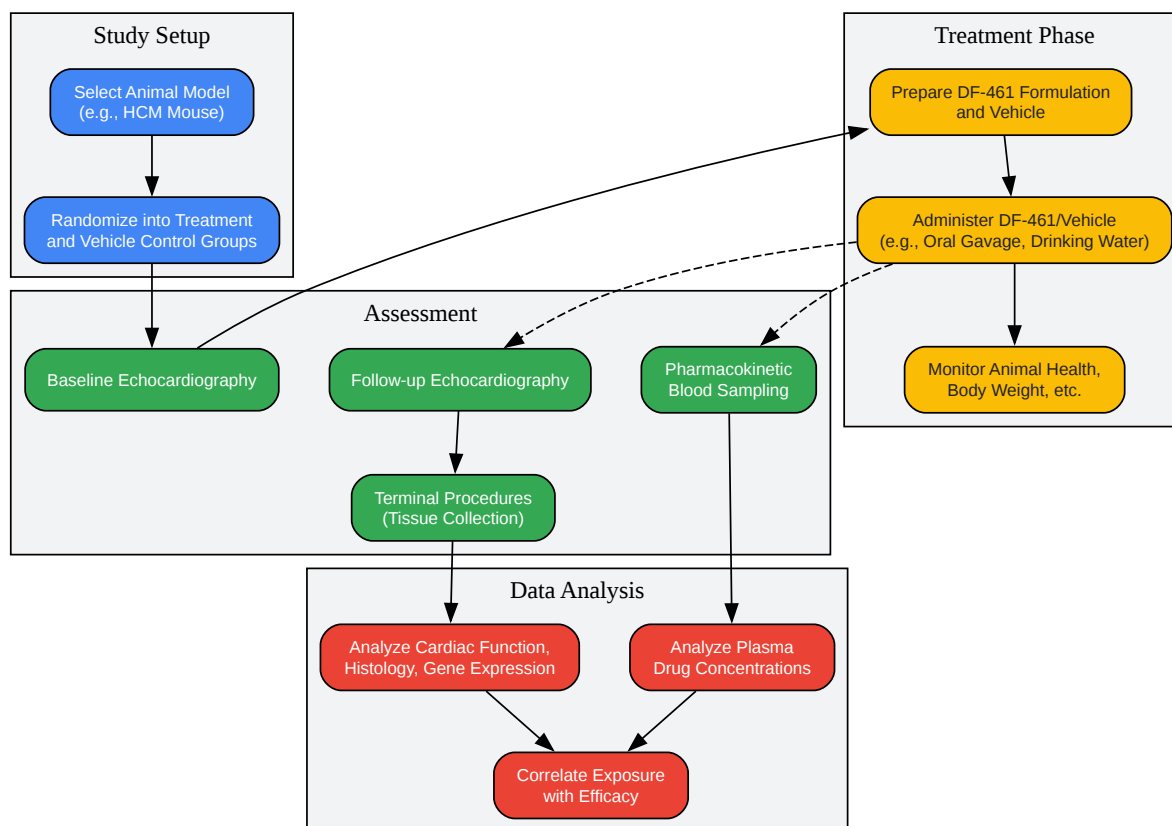 Study Setup
Select Animal Model
(e.g., HCM Mouse)
Randomize into Treatment
and Vehicle Control Groups
Treatment Phase
Prepare DF-461 Formulation
and Vehicle
Administer DF-461/Vehicle
(e.g., Oral Gavage, Drinking Water)
Monitor Animal Health,
Body Weight, etc.
Assessment
Baseline Echocardiography
Follow-up Echocardiography
Pharmacokinetic
Blood Sampling
Terminal Procedures
(Tissue Collection)
Data Analysis
Analyze Cardiac Function,
Histology, Gene Expression
Analyze Plasma
Drug Concentrations
Correlate Exposure
with Efficacy